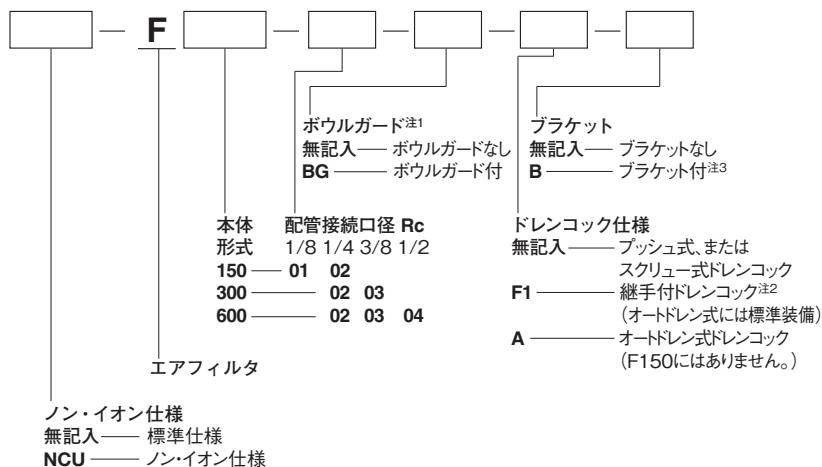 — F — — — —
ボウルガード注1
無記入 — ボウルガードなし
BG — ボウルガード付
ブラケット
無記入 — ブラケットなし
B — ブラケット付注3
本体
形式
配管接続口径 Rc
1/8 1/4 3/8 1/2
150 — 01 02
300 — 02 03
600 — 02 03 04
ドレンコック仕様
無記入 — プッシュ式、または
スクリュー式ドレンコック
F1 — 継手付ドレンコック注2
(オートドレン式には標準装備)
A — オートドレン式ドレンコック
(F150にはありません。)
エアフィルタ
ノン・イオン仕様
無記入 — 標準仕様
NCU — ノン・イオン仕様